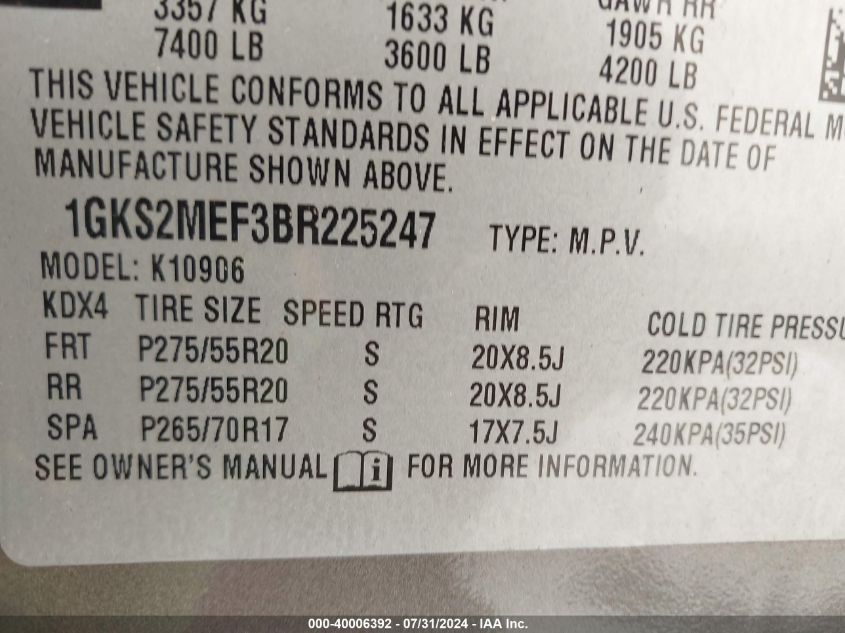 3357 KG 1633 KG GAWR RR
7400 LB 3600 LB 1905 KG
4200 LB
THIS VEHICLE CONFORMS TO ALL APPLICABLE U.S. FEDERAL
VEHICLE SAFETY STANDARDS IN EFFECT ON THE DATE OF
MANUFACTURE SHOWN ABOVE.
1GKS2MEF3BR225247 TYPE: M.P.V.
MODEL: K10906
KDX4 TIRE SIZE SPEED RTG RIM COLD TIRE PRESSU
FRT P275/55R20 S 20X8.5J 220KPA(32PSI)
RR P275/55R20 S 20X8.5J 220KPA(32PSI)
SPA P265/70R17 S 17X7.5J 240KPA(35PSI)
SEE OWNER'S MANUAL i FOR MORE INFORMATION.
000-40006392 - 07/31/2024 - IAA Inc.